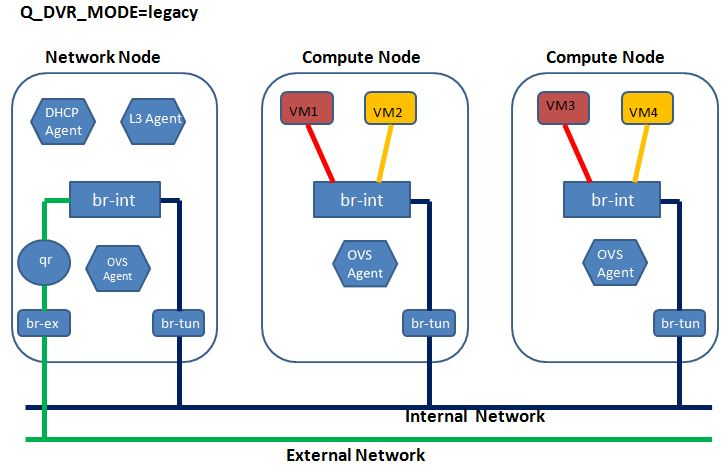 Q_DVR_MODE=legacy
Network Node
Compute Node
Compute Node
DHCP
Agent
L3 Agent
VM1
VM2
VM3
VM4
br-int
br-int
br-int
qr
OVS
Agent
OVS
Agent
OVS
Agent
br-ex
br-tun
br-tun
br-tun
Internal Network
External Network